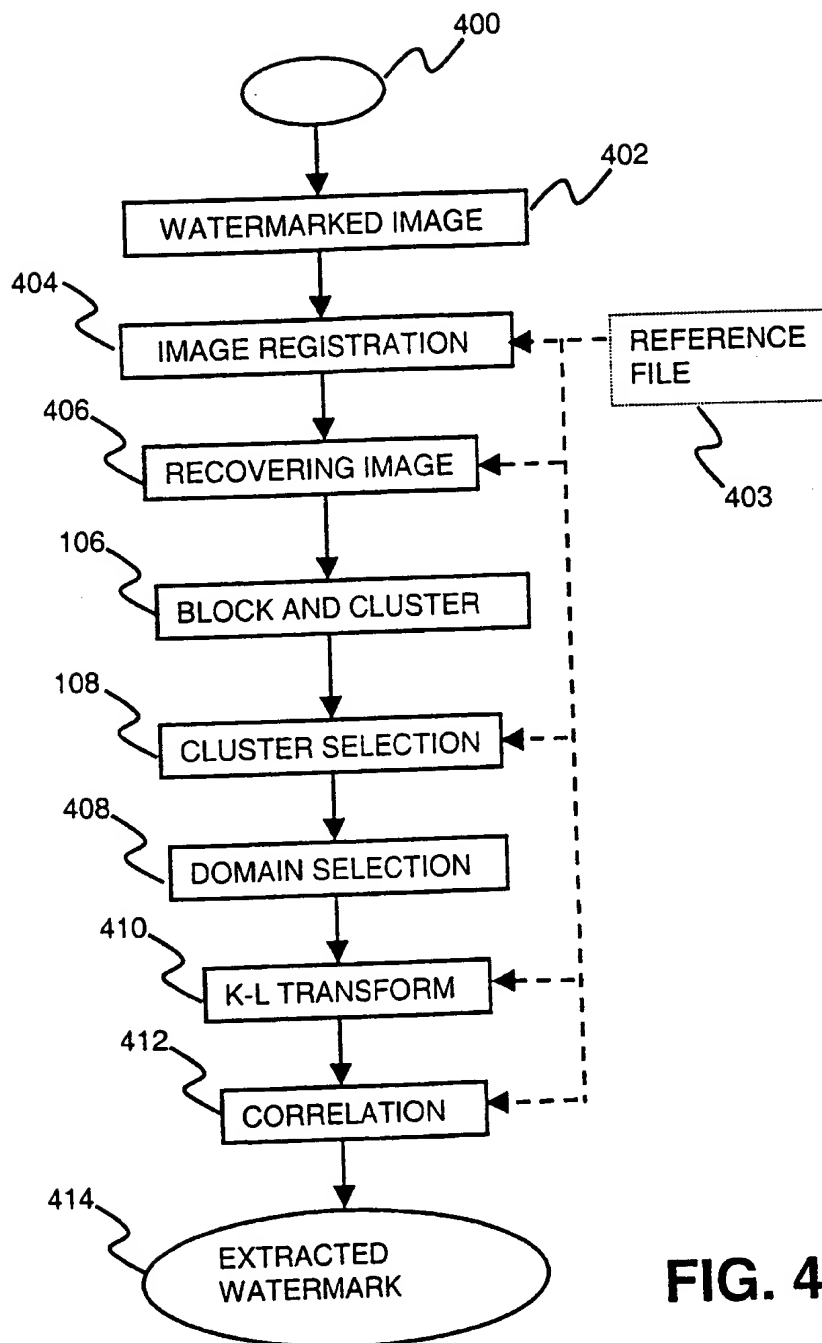 400
WATERMARKED IMAGE
402
404
IMAGE REGISTRATION
REFERENCE
FILE
403
406
RECOVERING IMAGE
106
BLOCK AND CLUSTER
108
CLUSTER SELECTION
408
DOMAIN SELECTION
410
K-L TRANSFORM
412
CORRELATION
414
EXTRACTED
WATERMARK
FIG. 4